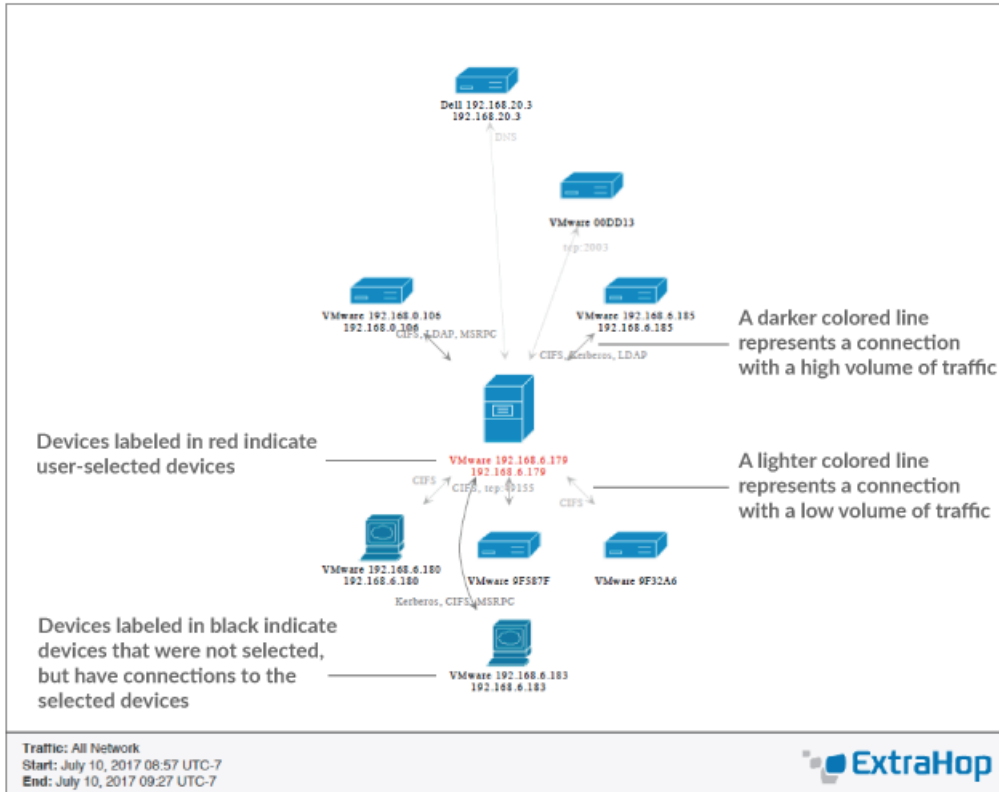 Dell 192.168.20.3
192.168.20.3
DNS
VMware 00DD13
tcp:2003
VMware 192.168.0.106
192.168.0.106
CIFS, LDAP, MSRPC
VMware 192.168.6.185
192.168.6.185
CIFS, Kerberos, LDAP
A darker colored line
represents a connection
with a high volume of traffic
Devices labeled in red indicate
user-selected devices
VMware 192.168.6.179
192.168.6.179
CIFS
CIFS, tcp:49155
CIFS
A lighter colored line
represents a connection
with a low volume of traffic
VMware 192.168.6.180
192.168.6.180
VMware 9F587F
VMware 9F32A6
Kerberos, CIFS, MSRPC
Devices labeled in black indicate
devices that were not selected,
but have connections to the
selected devices
VMware 192.168.6.183
192.168.6.183
Traffic: All Network
Start: July 10, 2017 08:57 UTC-7
End: July 10, 2017 09:27 UTC-7
ExtraHop